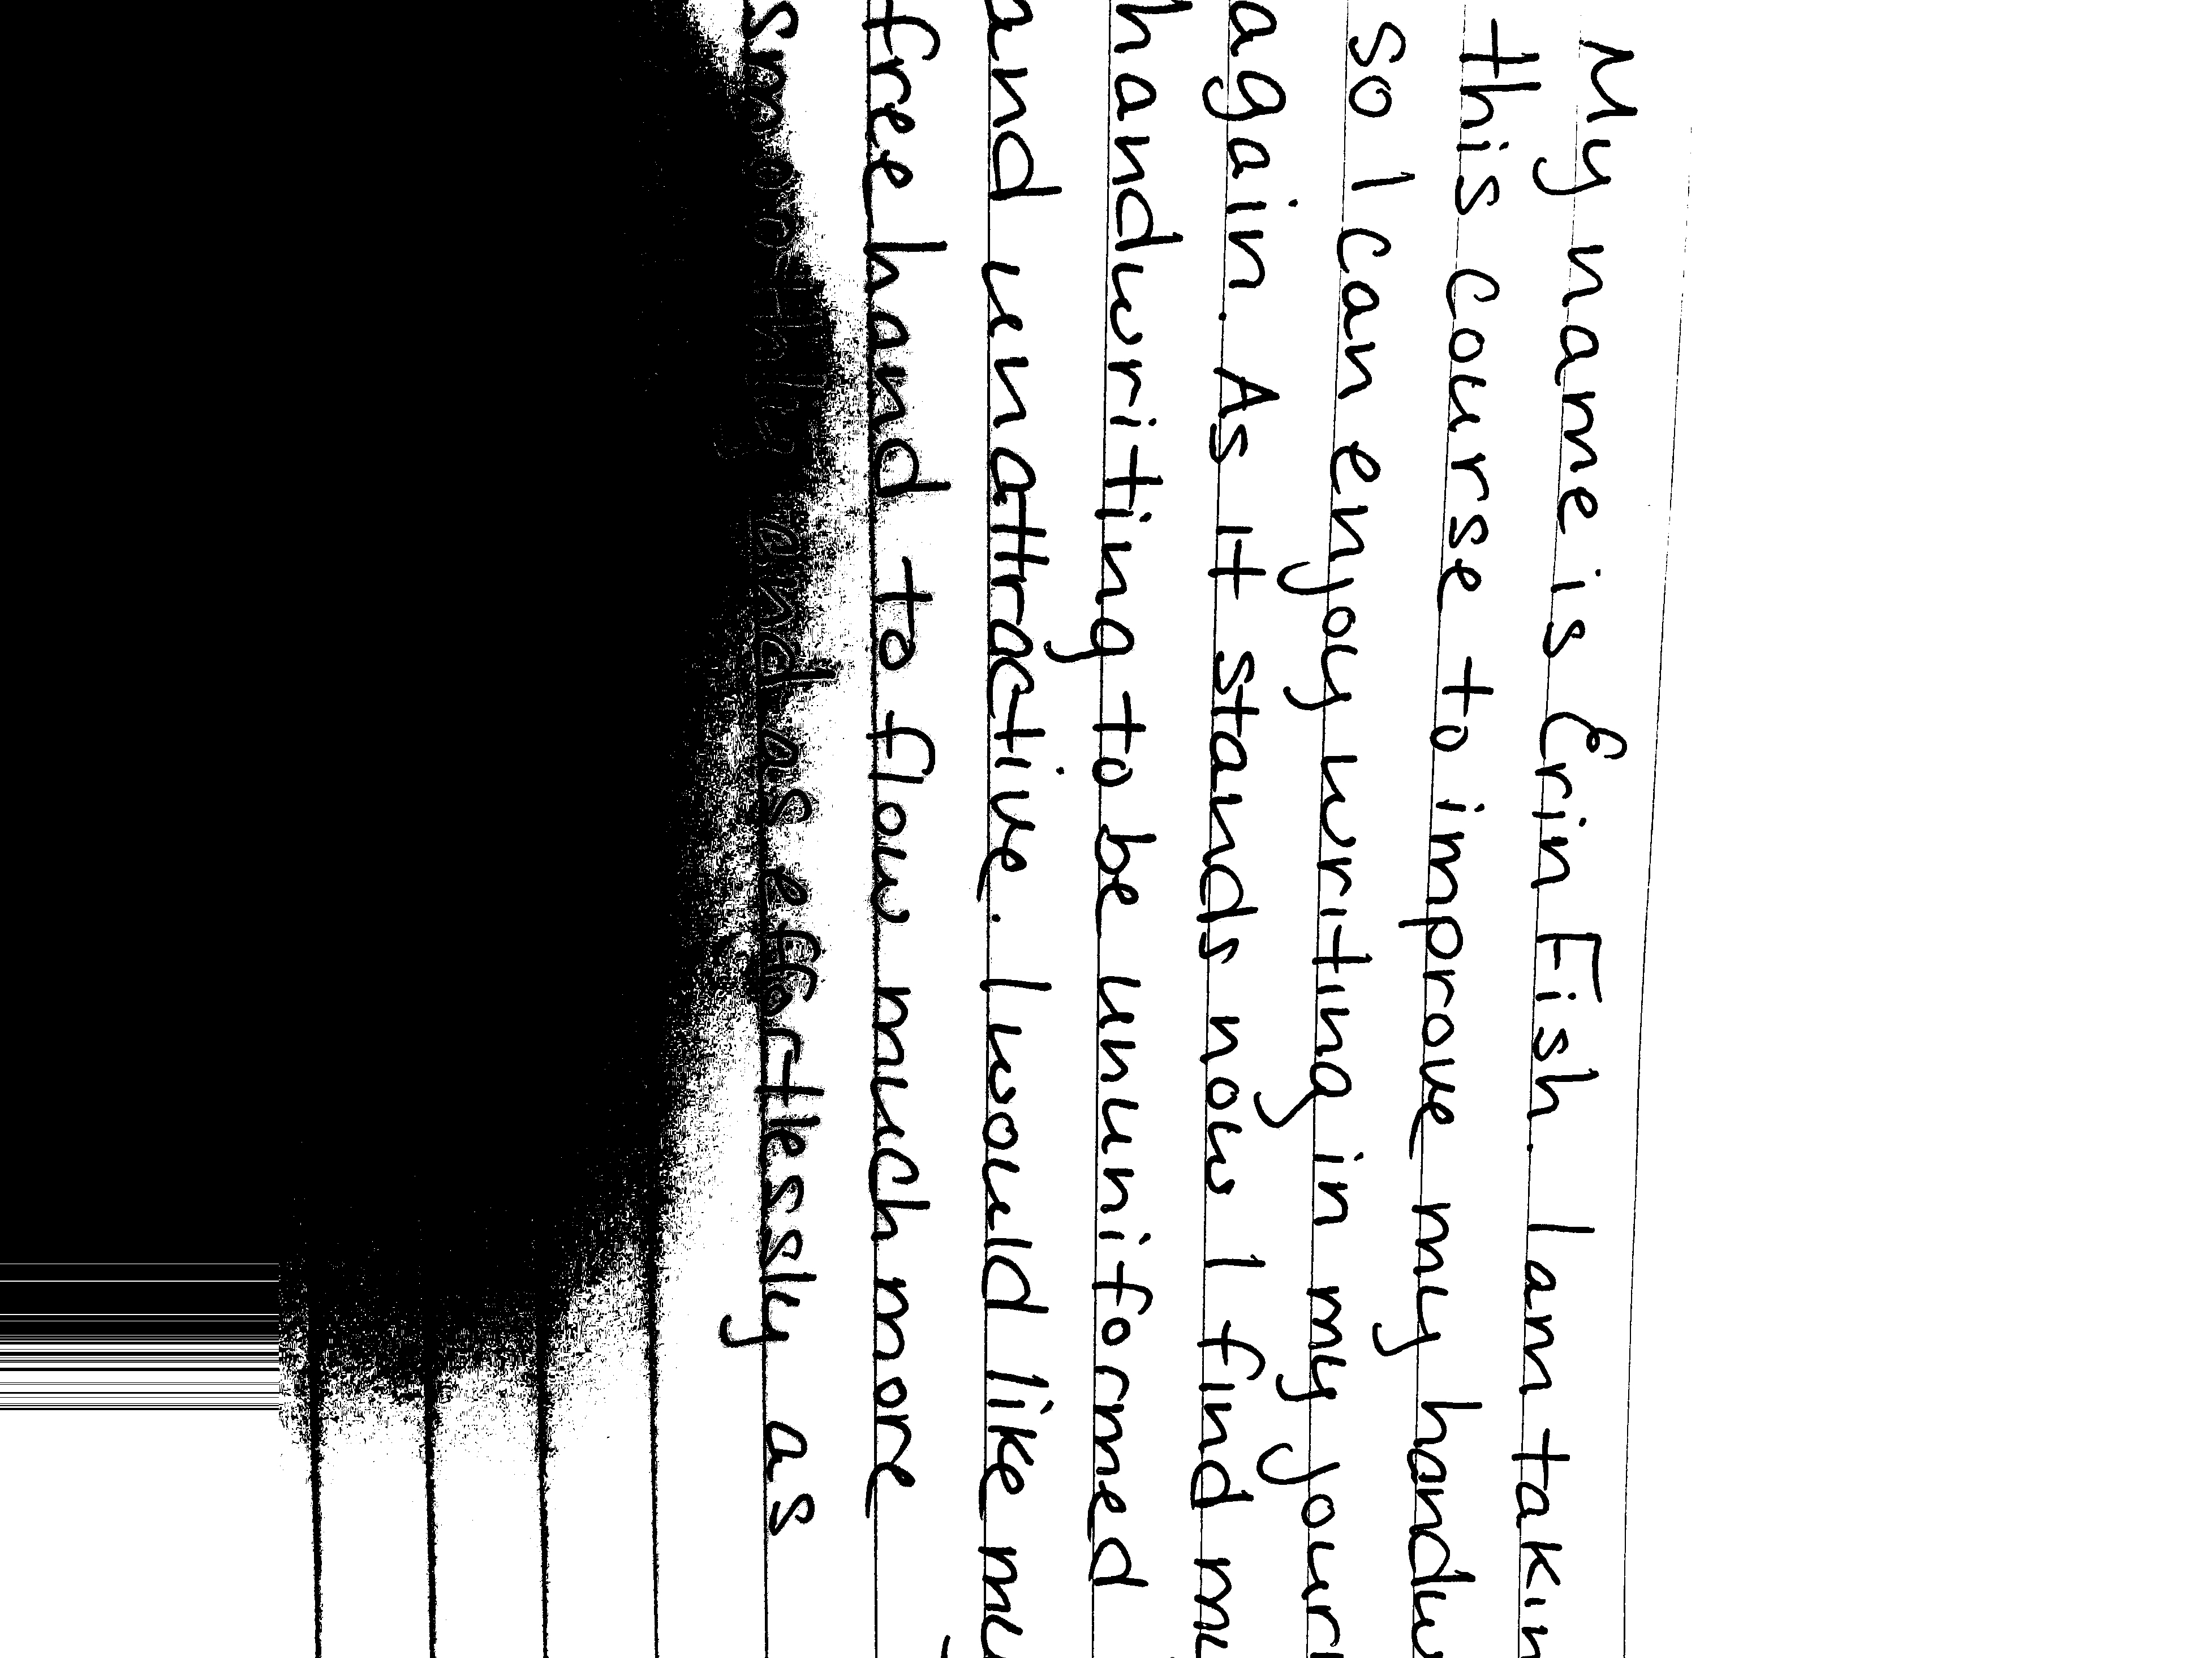 My name is Erin Fish. I am takin
this course to improve my handw
so I can enjoy writing in my jour
again. As it stands now I find m
handwriting to be ununiformed
and unattractive. I would like my
free hand to flow much more
smoothly and as effortlessly as